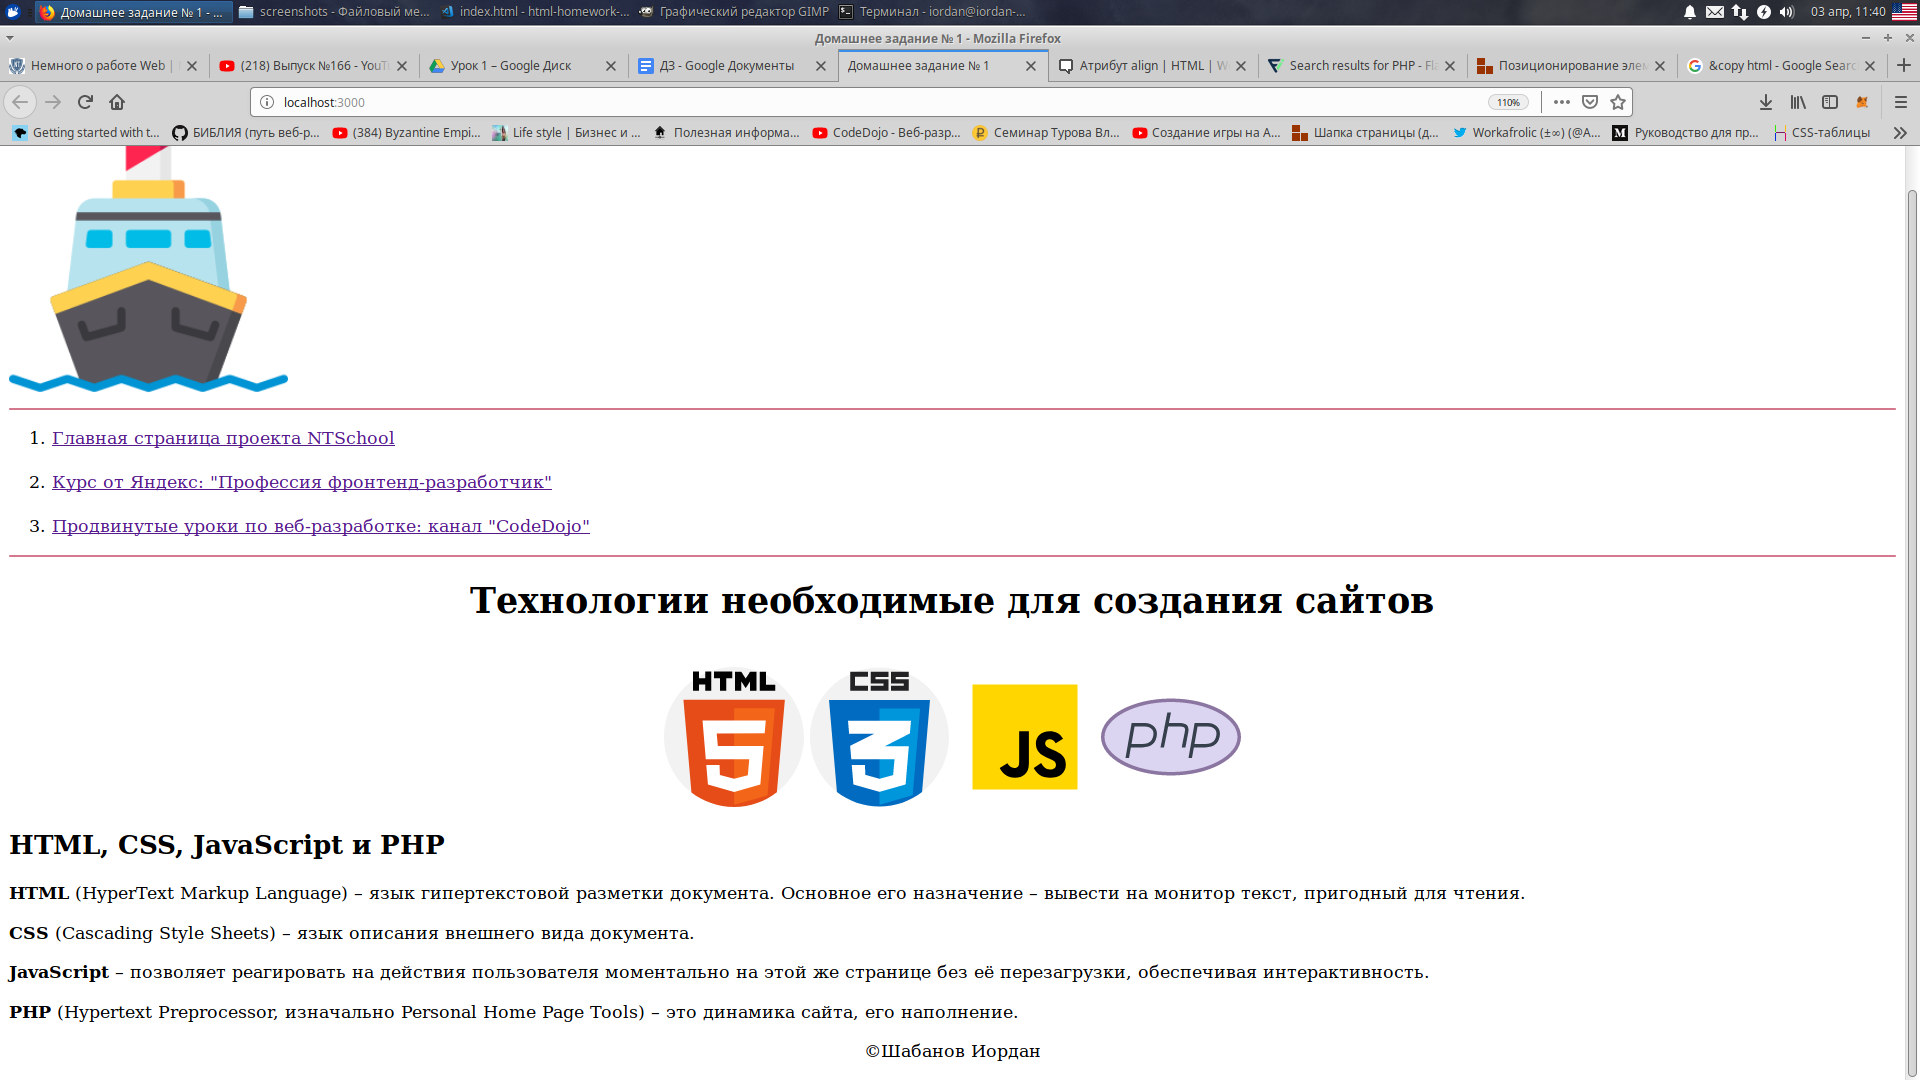 Домашнее задание № 1 - ...
screenshots - Файловый ме...
index.html - html-homework-...
Графический редактор GIMP
Терминал - iordan@iordan-...
03 апр, 11:40
Домашнее задание № 1 - Mozilla Firefox
Немного о работе Web |
(218) Выпуск №166 - YouT
Урок 1 – Google Диск
ДЗ - Google Документы
Домашнее задание № 1
Атрибут align | HTML | W
Search results for PHP - Fl
Позиционирование элем
&copy html - Google Searc
localhost:3000
110%
Getting started with t...
БИБЛИЯ (путь веб-р...
(384) Byzantine Empi...
Life style | Бизнес и ...
Полезная информа...
CodeDojo - Веб-разр...
Семинар Турова Вл...
Создание игры на A...
Шапка страницы (д...
Workafrolic (±∞) (@A...
Руководство для пр...
CSS-таблицы
1. Главная страница проекта NTSchool
2. Курс от Яндекс: "Профессия фронтенд-разработчик"
3. Продвинутые уроки по веб-разработке: канал "CodeDojo"
Технологии необходимые для создания сайтов
HTML
5
CSS
3
JS
php
HTML, CSS, JavaScript и PHP
HTML (HyperText Markup Language) – язык гипертекстовой разметки документа. Основное его назначение – вывести на монитор текст, пригодный для чтения.
CSS (Cascading Style Sheets) – язык описания внешнего вида документа.
JavaScript – позволяет реагировать на действия пользователя моментально на этой же странице без её перезагрузки, обеспечивая интерактивность.
PHP (Hypertext Preprocessor, изначально Personal Home Page Tools) – это динамика сайта, его наполнение.
©Шабанов Иордан